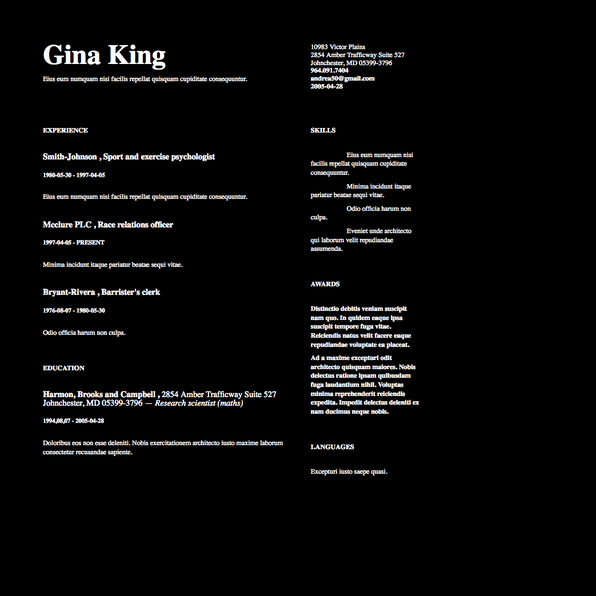 Gina King
Eius eum numquam nisi facilis repellat quisquam cupiditate consequuntur.
10983 Victor Plains
2854 Amber Trafficway Suite 527
Johnchester, MD 05399-3796
964.091.7404
andrea50@gmail.com
2005-04-28
EXPERIENCE
Smith-Johnson , Sport and exercise psychologist
1980-05-30 - 1997-04-05
Eius eum numquam nisi facilis repellat quisquam cupiditate consequuntur.
Mcclure PLC , Race relations officer
1997-04-05 - PRESENT
Minima incidunt itaque pariatur beatae sequi vitae.
Bryant-Rivera , Barrister's clerk
1976-08-07 - 1980-05-30
Odio officia harum non culpa.
EDUCATION
Harmon, Brooks and Campbell , 2854 Amber Trafficway Suite 527
Johnchester, MD 05399-3796 — Research scientist (maths)
1994,08,07 - 2005-04-28
Doloribus eos non esse deleniti. Nobis exercitationem architecto iusto maxime laborum
consectetur recusandae sapiente.
SKILLS
Eius eum numquam nisi
facilis repellat quisquam cupiditate
consequuntur.
Minima incidunt itaque
pariatur beatae sequi vitae.
Odio officia harum non
culpa.
Eveniet unde architecto
qui laborum velit repudiandae
assumenda.
AWARDS
Distinctio debitis veniam suscipit
nam quo. In quidem eaque ipsa
suscipit tempore fuga vitae.
Reiciendis natus velit facere eaque
repudiandae voluptate ea placeat.
Ad a maxime excepturi odit
architecto quisquam maiores. Nobis
delectus ratione ipsam quibusdam
fuga laudantium nihil. Voluptas
minima reprehenderit reiciendis
expedita. Impedit delectus deleniti ex
nam ducimus neque nobis.
LANGUAGES
Excepturi iusto saepe quasi.